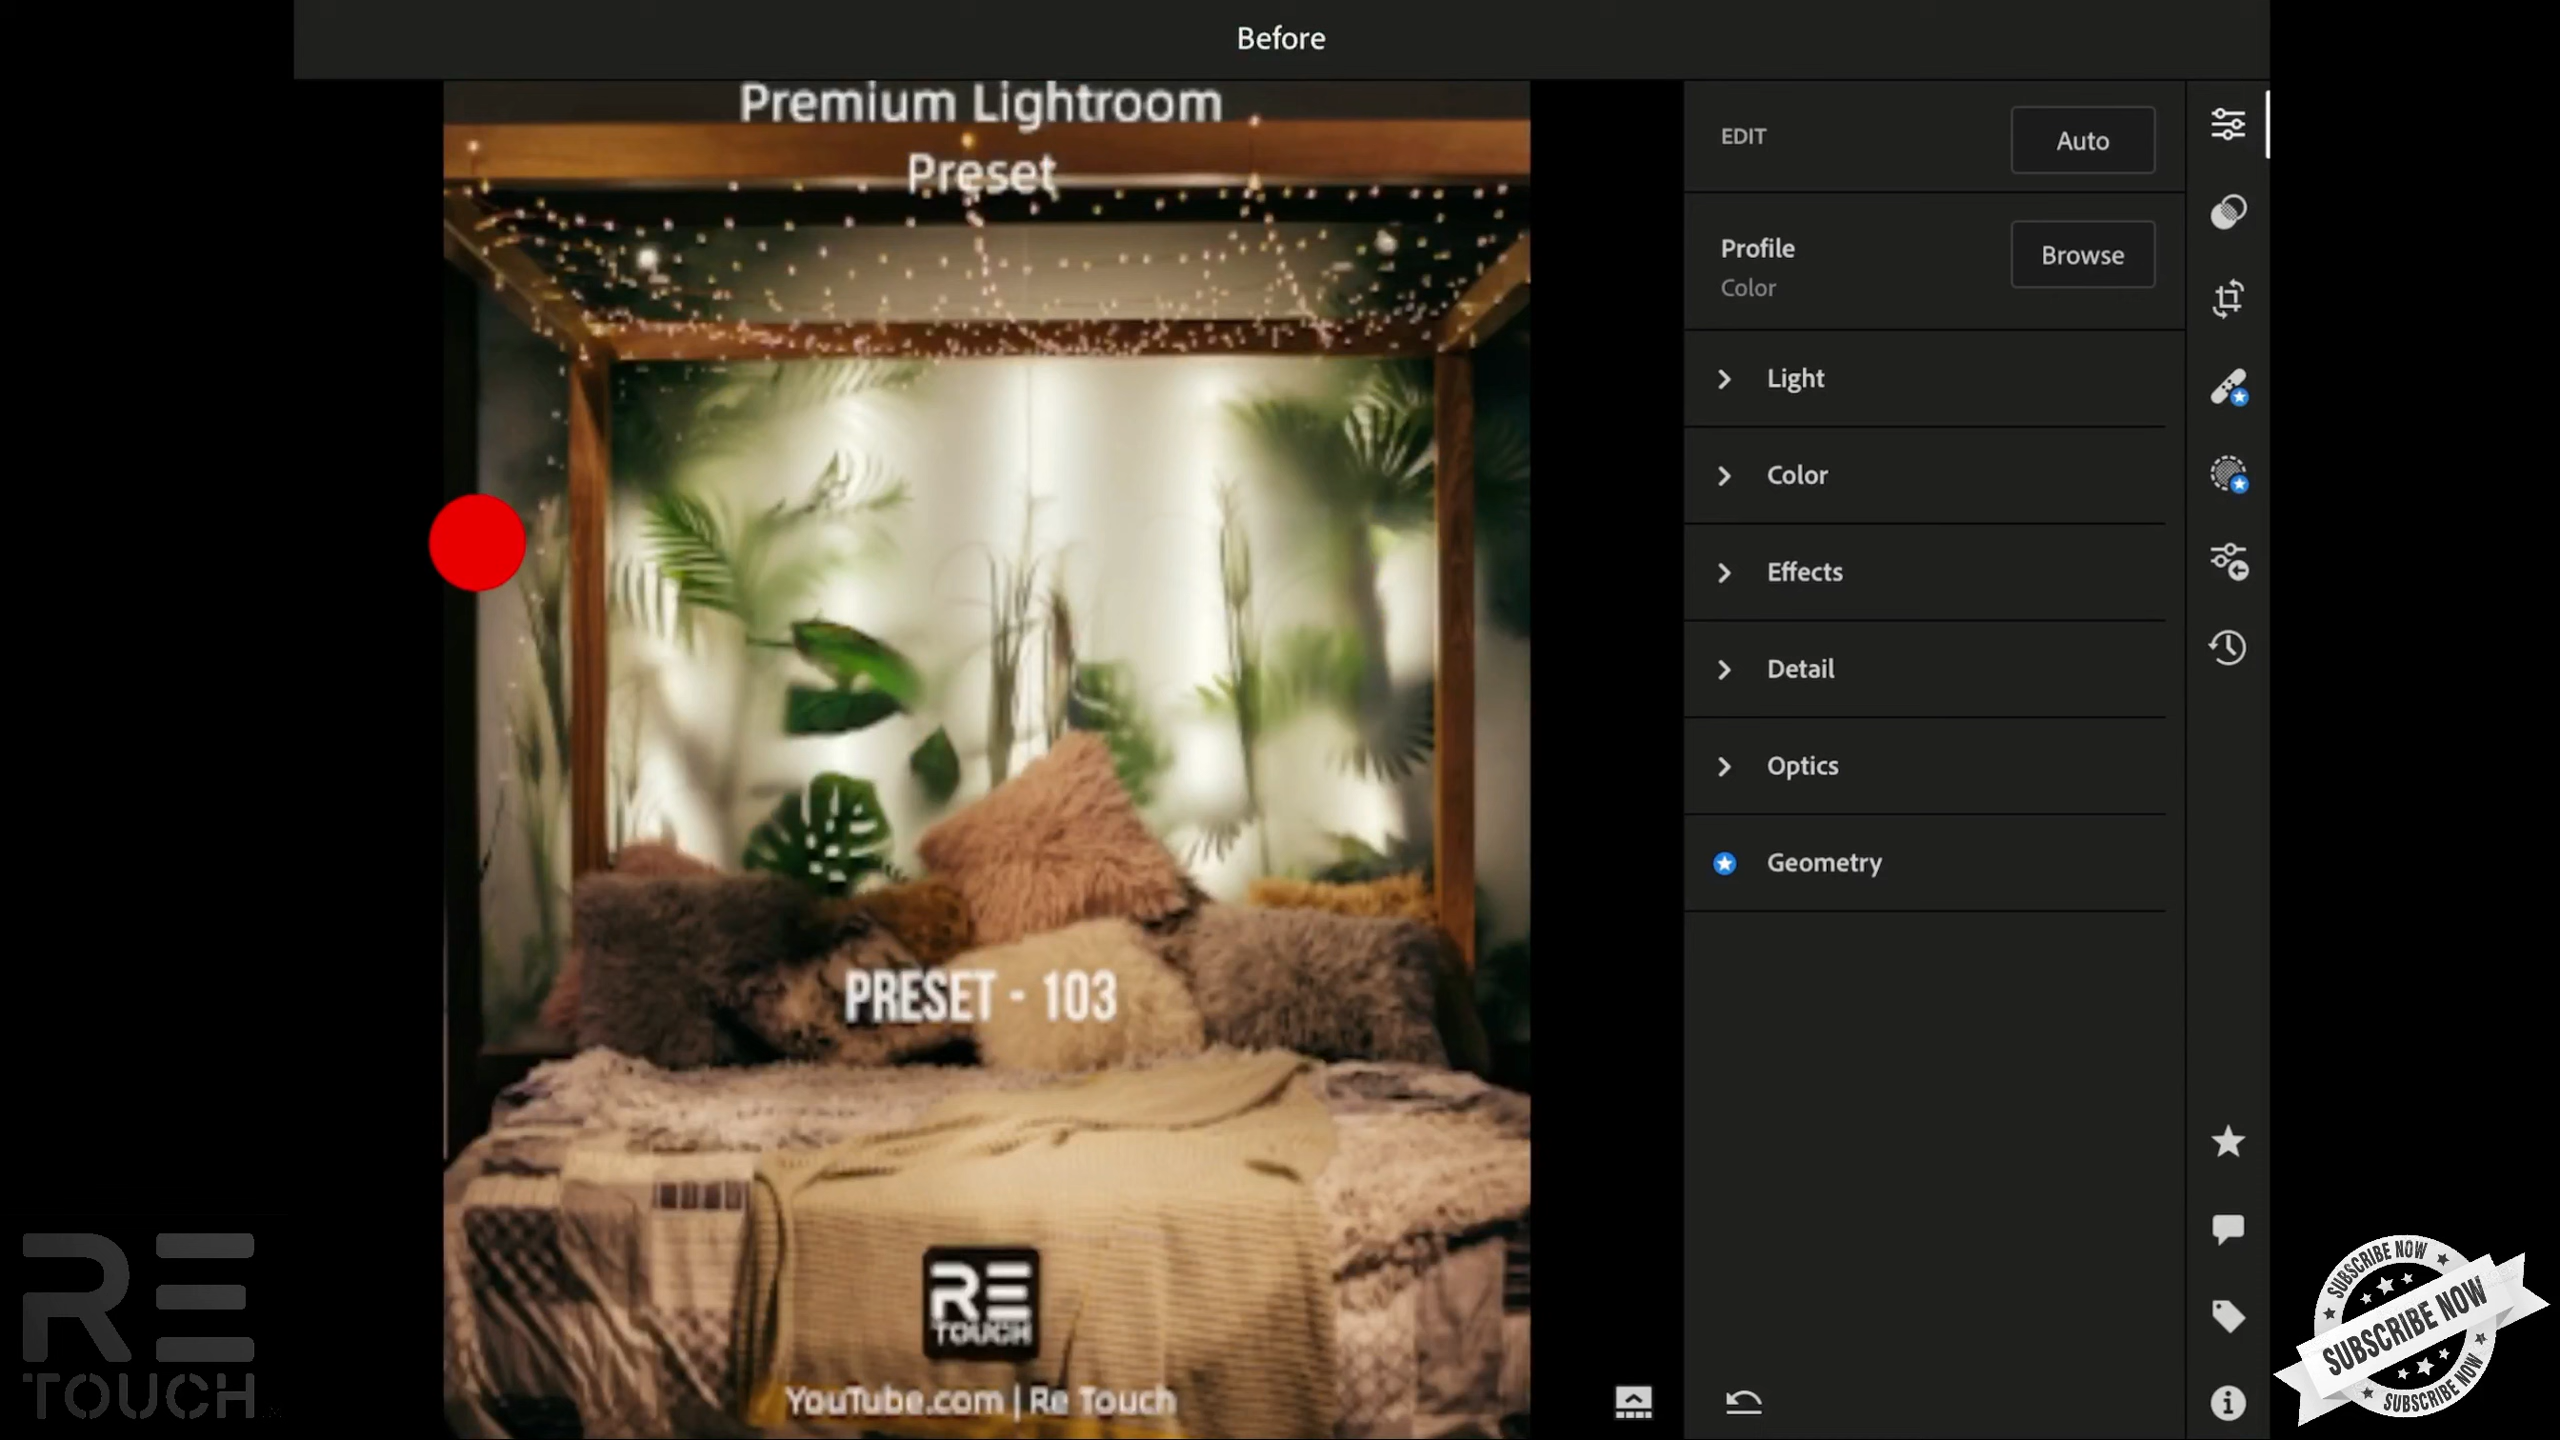 Before
Premium Lightroom
Preset
EDIT
Auto
Profile
Color
Browse
Light
Color
Effects
Detail
Optics
Geometry
PRESET - 103
RE
TOUCH
YouTube.com | Re Touch
RE
TOUCH
SUBSCRIBE NOW
SUBSCRIBE NOW
SUBSCRIBE NOW